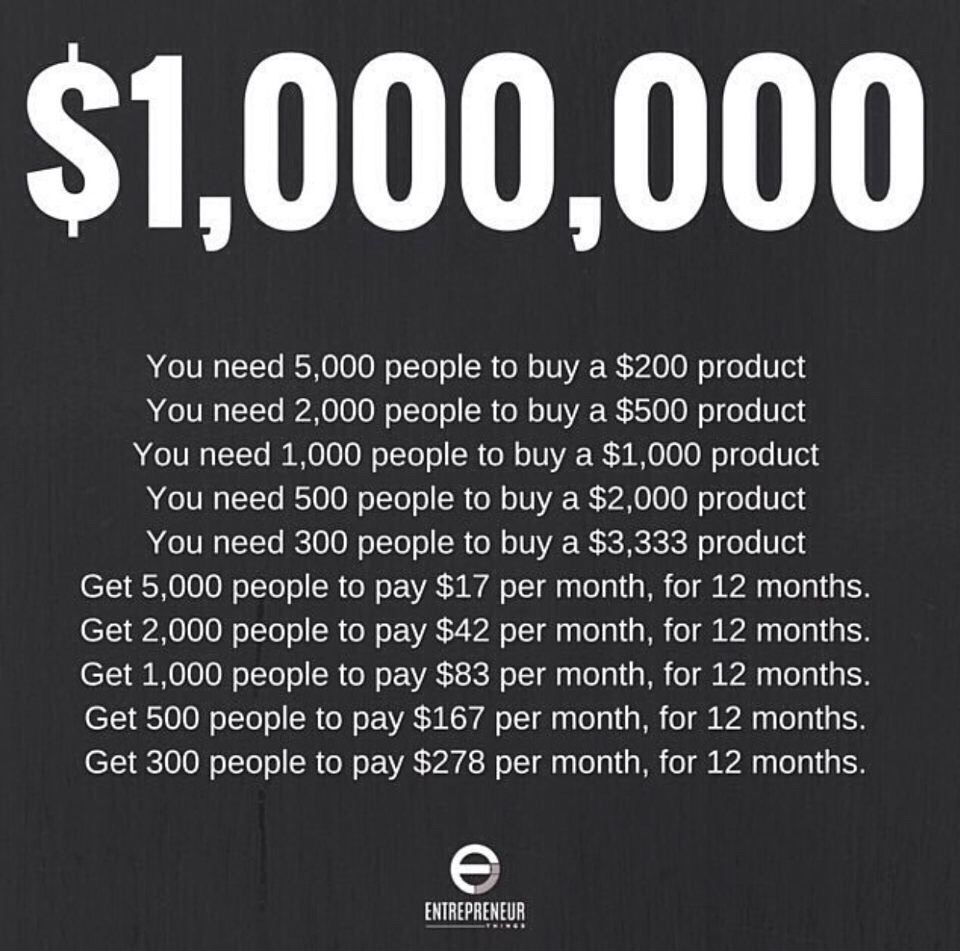 $1,000,000
You need 5,000 people to buy a $200 product
You need 2,000 people to buy a $500 product
You need 1,000 people to buy a $1,000 product
You need 500 people to buy a $2,000 product
You need 300 people to buy a $3,333 product
Get 5,000 people to pay $17 per month, for 12 months.
Get 2,000 people to pay $42 per month, for 12 months.
Get 1,000 people to pay $83 per month, for 12 months.
Get 500 people to pay $167 per month, for 12 months.
Get 300 people to pay $278 per month, for 12 months.
ENTREPRENEUR
THINGS